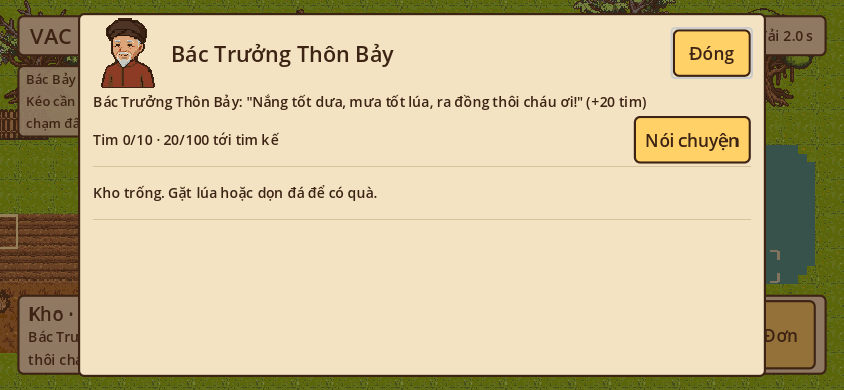 VAC
Bác Trưởng Thôn Bảy
Đóng
Tải 2.0 s
Bác Bảy
Kéo cần
chạm đã
Bác Trưởng Thôn Bảy: "Nắng tốt dưa, mưa tốt lúa, ra đồng thôi cháu ơi!" (+20 tim)
Tim 0/10 · 20/100 tới tim kế
Nói chuyện
Kho trống. Gặt lúa hoặc dọn đá để có quà.
Kho ·
Bác Trư
thôi chá
Đơn